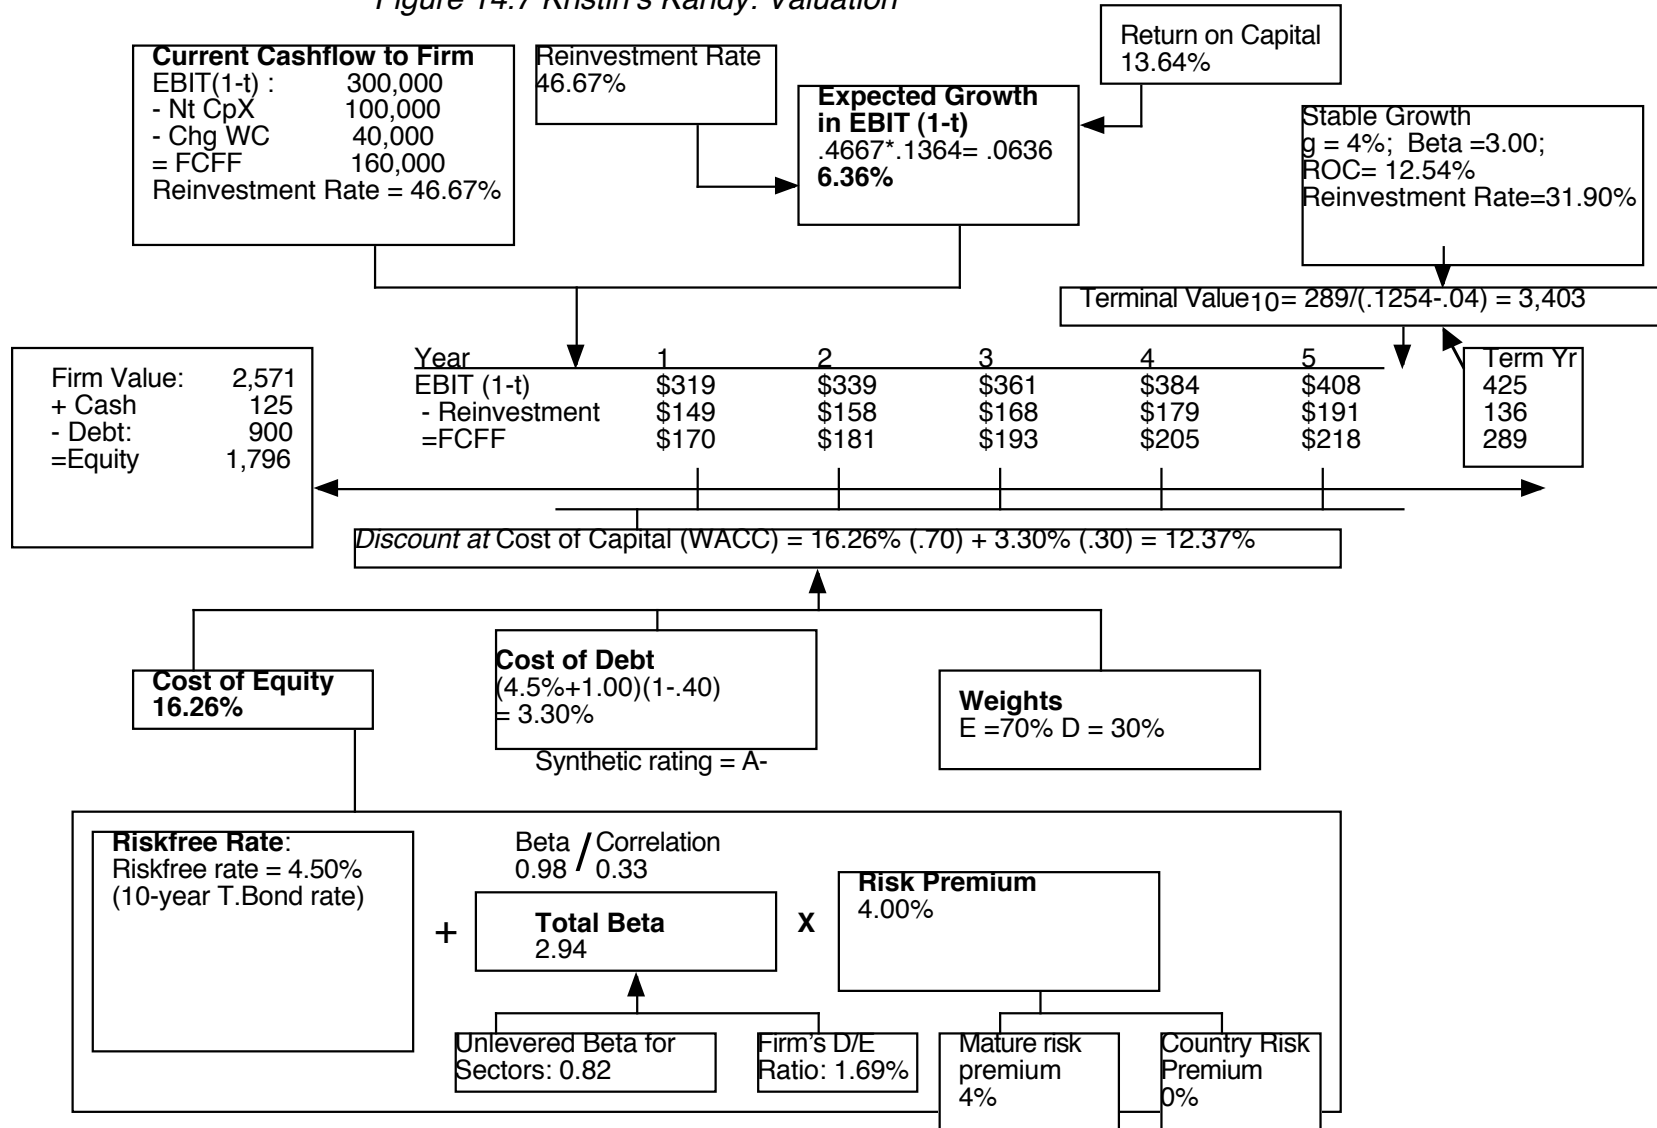 Figure 14.7 Kristin's Kandy: Valuation
Current Cashflow to Firm
EBIT(1-t) : 300,000
- Nt CpX 100,000
- Chg WC 40,000
= FCFF 160,000
Reinvestment Rate = 46.67%
Reinvestment Rate
46.67%
Expected Growth
in EBIT (1-t)
.4667*.1364= .0636
6.36%
Return on Capital
13.64%
Stable Growth
g = 4%; Beta =3.00;
ROC= 12.54%
Reinvestment Rate=31.90%
Terminal Value10= 289/(.1254-.04) = 3,403
Firm Value: 2,571
+ Cash 125
- Debt: 900
=Equity 1,796
Year 1 2 3 4 5
EBIT (1-t) $319 $339 $361 $384 $408
- Reinvestment $149 $158 $168 $179 $191
=FCFF $170 $181 $193 $205 $218
Term Yr
425
136
289
Discount at Cost of Capital (WACC) = 16.26% (.70) + 3.30% (.30) = 12.37%
Cost of Equity
16.26%
Cost of Debt
(4.5%+1.00)(1-.40)
= 3.30%
Synthetic rating = A-
Weights
E =70% D = 30%
Riskfree Rate:
Riskfree rate = 4.50%
(10-year T.Bond rate)
+
Beta / Correlation
0.98 0.33
Total Beta
2.94
X
Risk Premium
4.00%
Unlevered Beta for
Sectors: 0.82
Firm's D/E
Ratio: 1.69%
Mature risk
premium
4%
Country Risk
Premium
0%